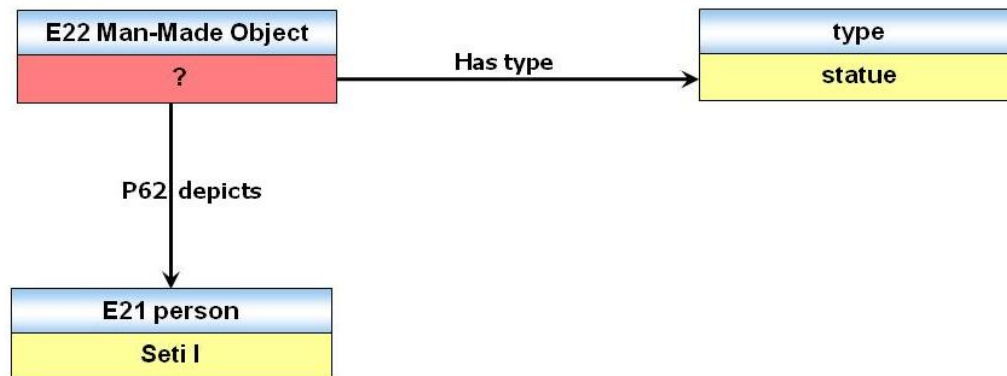 E22 Man-Made Object
?
Has type
type
statue
P62 depicts
E21 person
Seti I